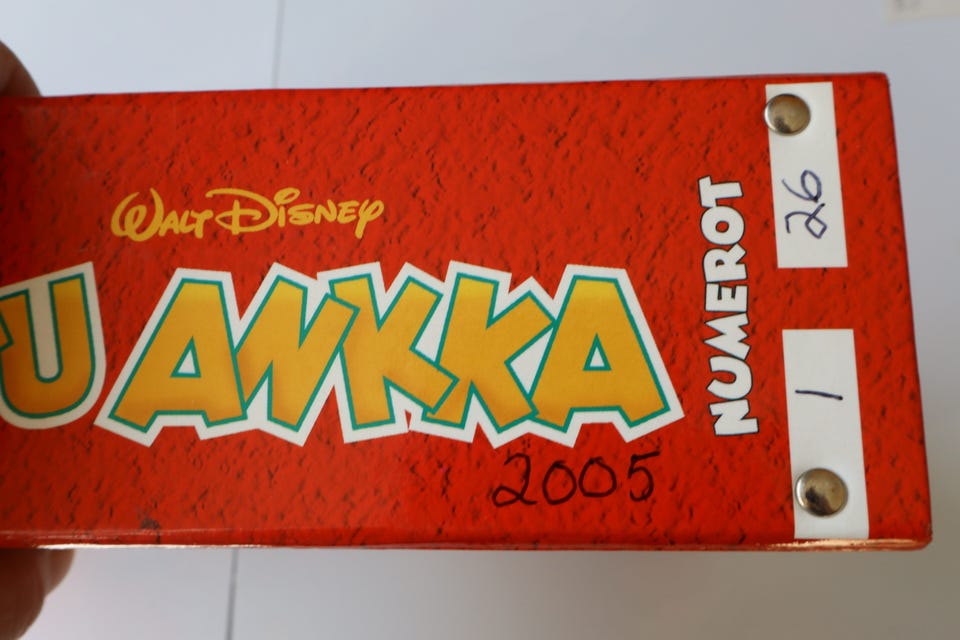 WALT DISNEY
U ANKKA
2005
NUMEROT
1
26